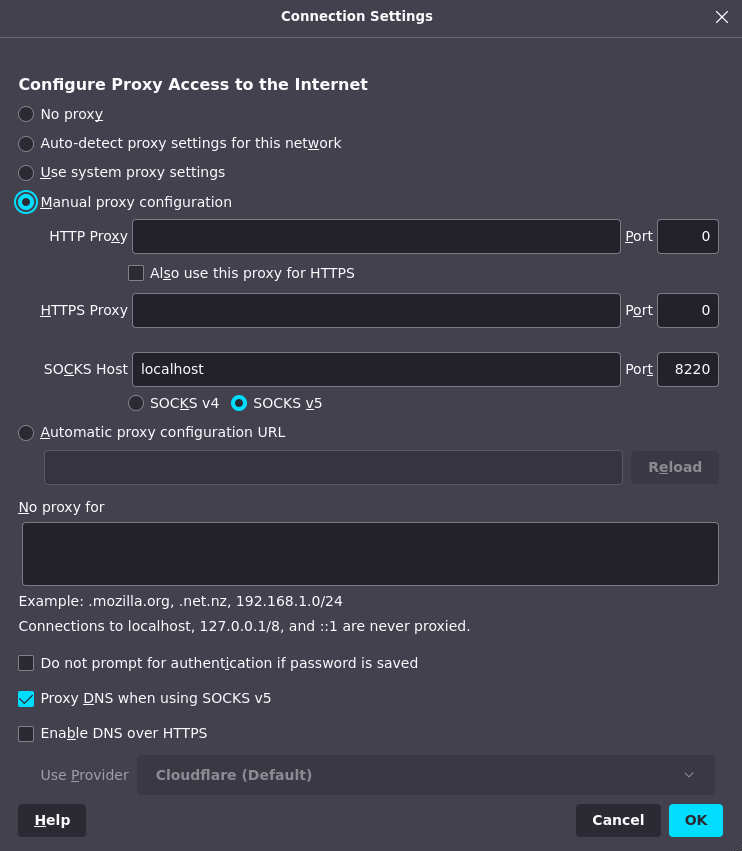 Connection Settings
Configure Proxy Access to the Internet
No proxy
Auto-detect proxy settings for this network
Use system proxy settings
Manual proxy configuration
HTTP Proxy Port 0
Also use this proxy for HTTPS
HTTPS Proxy Port 0
SOCKS Host localhost Port 8220
SOCKS v4 SOCKS v5
Automatic proxy configuration URL
Reload
No proxy for
Example: .mozilla.org, .net.nz, 192.168.1.0/24
Connections to localhost, 127.0.0.1/8, and ::1 are never proxied.
Do not prompt for authentication if password is saved
Proxy DNS when using SOCKS v5
Enable DNS over HTTPS
Use Provider Cloudflare (Default)
Help Cancel OK